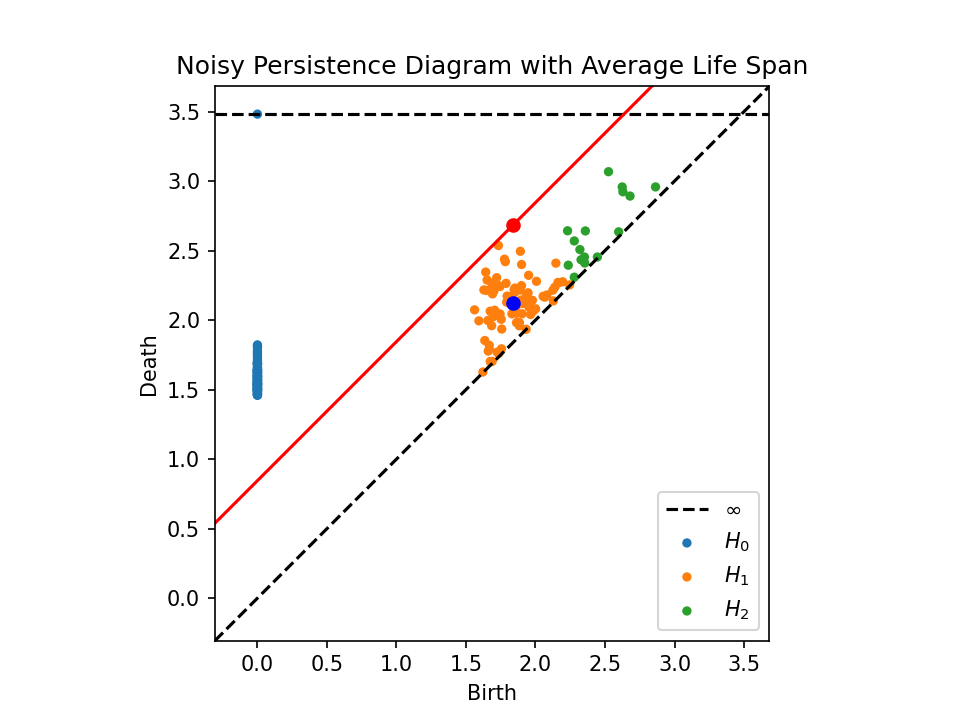 Noisy Persistence Diagram with Average Life Span
3.5
3.0
2.5
2.0
1.5
1.0
0.5
0.0
Death
0.0 0.5 1.0 1.5 2.0 2.5 3.0 3.5
Birth
∞
H₀
H₁
H₂